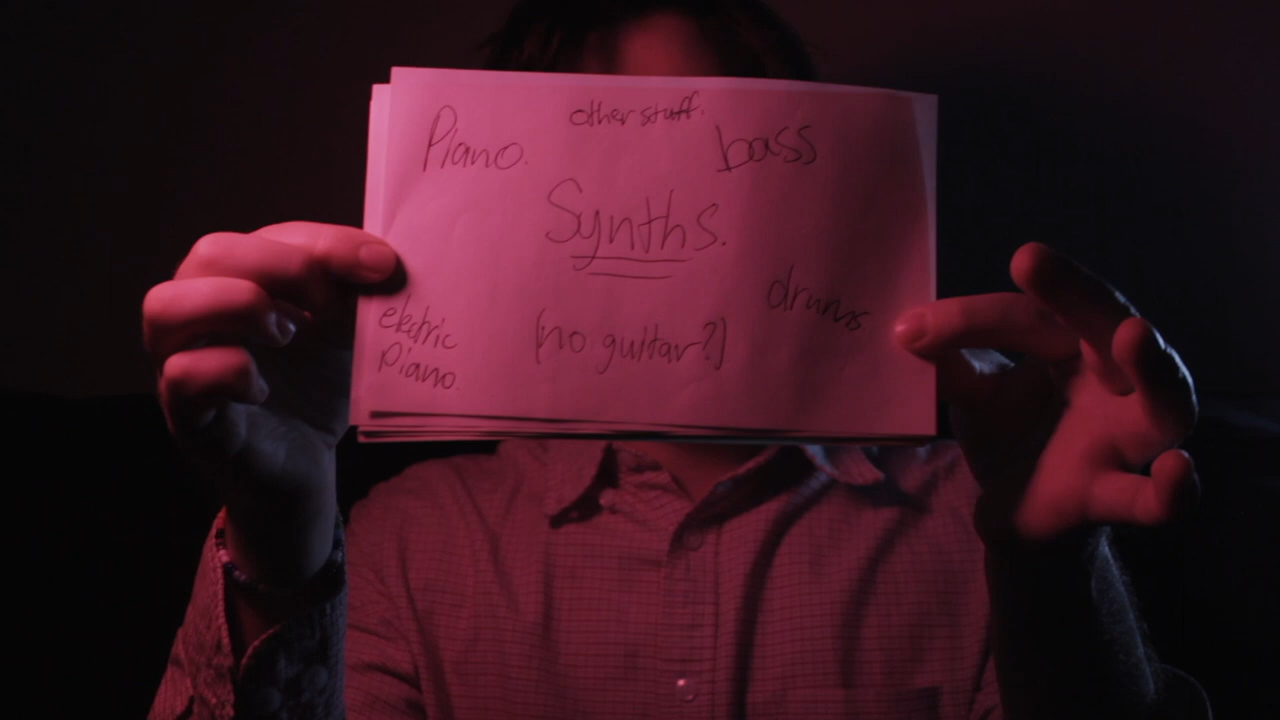 other stuff.
Piano.
bass.
Synths.
drums
electric
Piano.
(no guitar?)